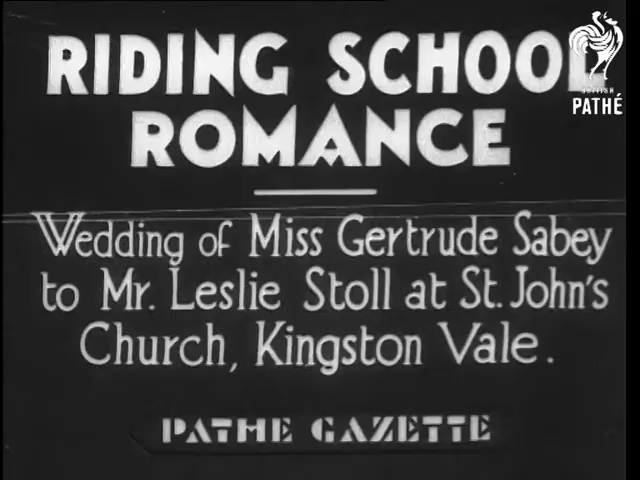 RIDING SCHOOL
ROMANCE
Wedding of Miss Gertrude Sabey
to Mr. Leslie Stoll at St. John's
Church, Kingston Vale.
PATHE GAZETTE
BRITISH
PATHÉ